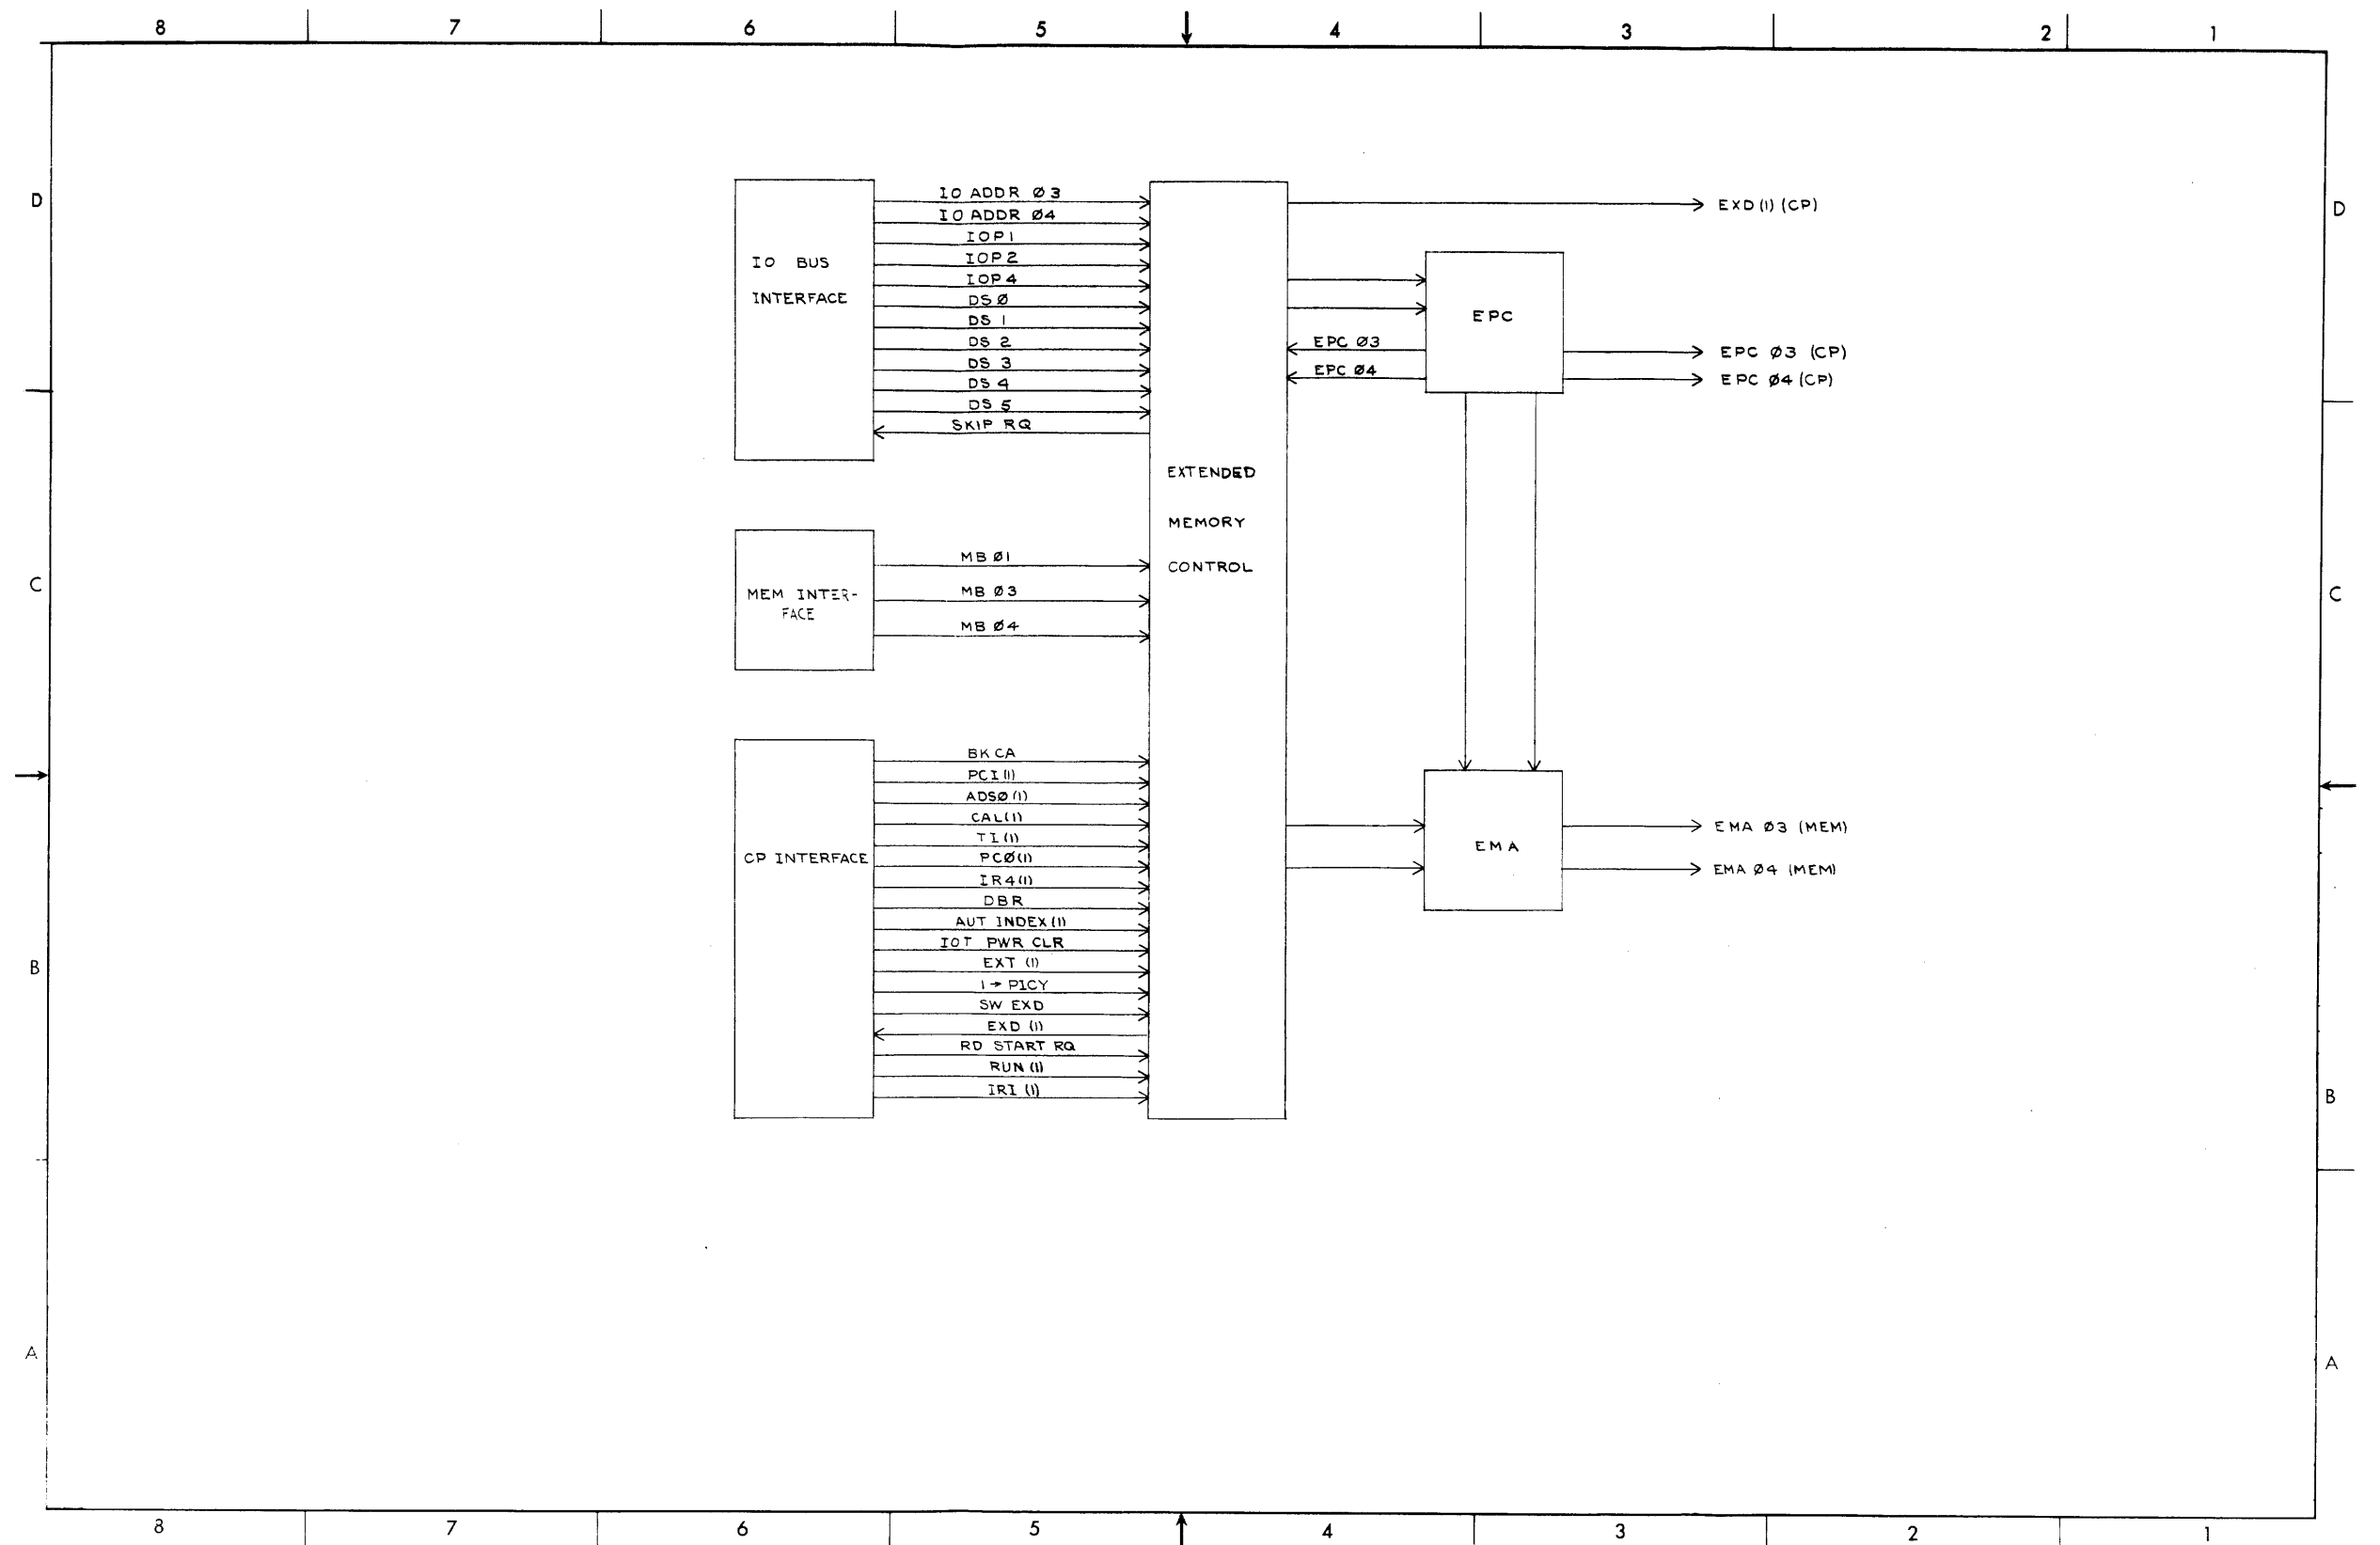 8 7 6 5 4 3 2 1
D
D
IO BUS
INTERFACE
IO ADDR Ø3
IO ADDR Ø4
IOP1
IOP2
IOP4
DSØ
DS 1
DS 2
DS 3
DS 4
DS 5
SKIP RQ
EXTENDED
MEMORY
CONTROL
EXD(1)(CP)
EPC
EPC Ø3
EPC Ø4
EPC Ø3 (CP)
EPC Ø4 (CP)
C
C
MEM INTER-
FACE
MB Ø1
MB Ø3
MB Ø4
CP INTERFACE
BK CA
PCI(1)
ADSØ(1)
CAL(1)
TI(1)
PCØ(1)
IR4(1)
DBR
AUT INDEX(1)
IOT PWR CLR
EXT (1)
1→PICY
SW EXD
EXD (1)
RD START RQ
RUN(1)
IRI (1)
EMA
EMA Ø3 (MEM)
EMA Ø4 (MEM)
B
B
A
A
8 7 6 5 4 3 2 1